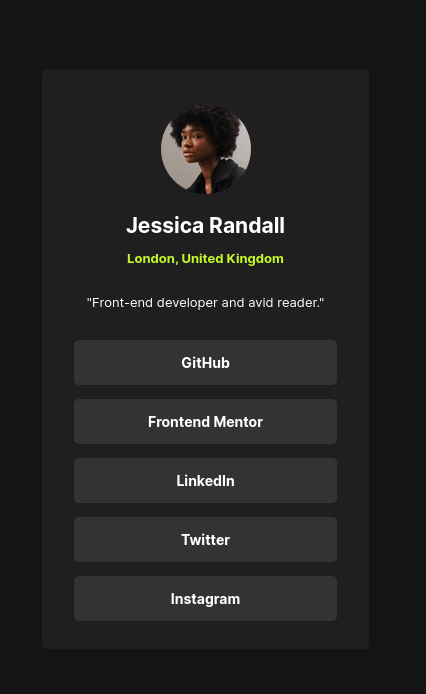 Jessica Randall
London, United Kingdom
"Front-end developer and avid reader."
GitHub
Frontend Mentor
LinkedIn
Twitter
Instagram